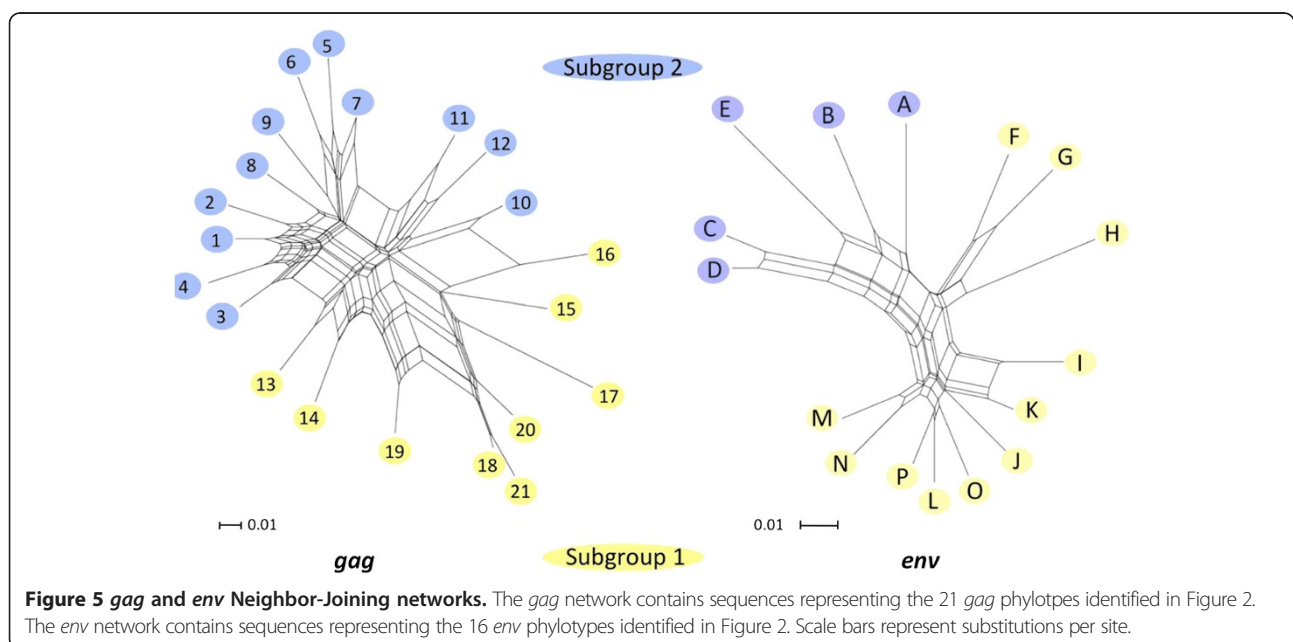 Subgroup 2
5
6
7
9
11
12
8
2
10
1
16
4
15
3
13
17
14
20
19
18
21
0.01
gag
E
B
A
F
G
C
H
D
I
K
M
J
N
P
O
L
0.01
env
Subgroup 1
Figure 5 gag and env Neighbor-Joining networks. The gag network contains sequences representing the 21 gag phylotpes identified in Figure 2.
The env network contains sequences representing the 16 env phylotypes identified in Figure 2. Scale bars represent substitutions per site.